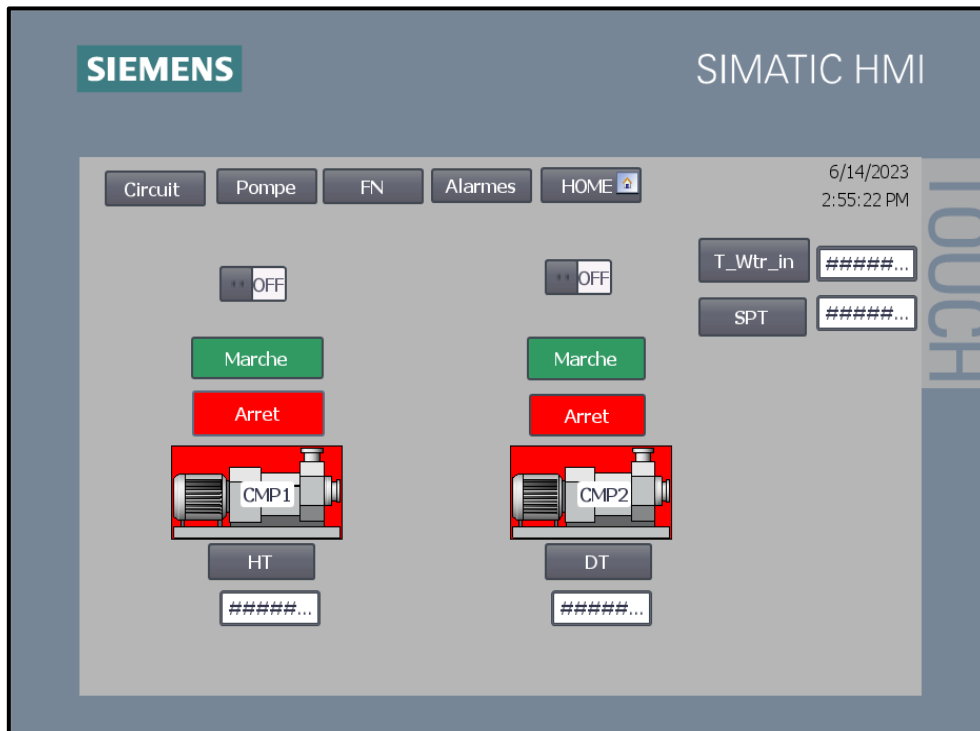 SIEMENS
SIMATIC HMI
TOUCH
Circuit
Pompe
FN
Alarmes
HOME
6/14/2023
2:55:22 PM
T_Wtr_in
#####...
SPT
#####...
OFF
OFF
Marche
Marche
Arret
Arret
CMP1
CMP2
HT
DT
#####...
#####...